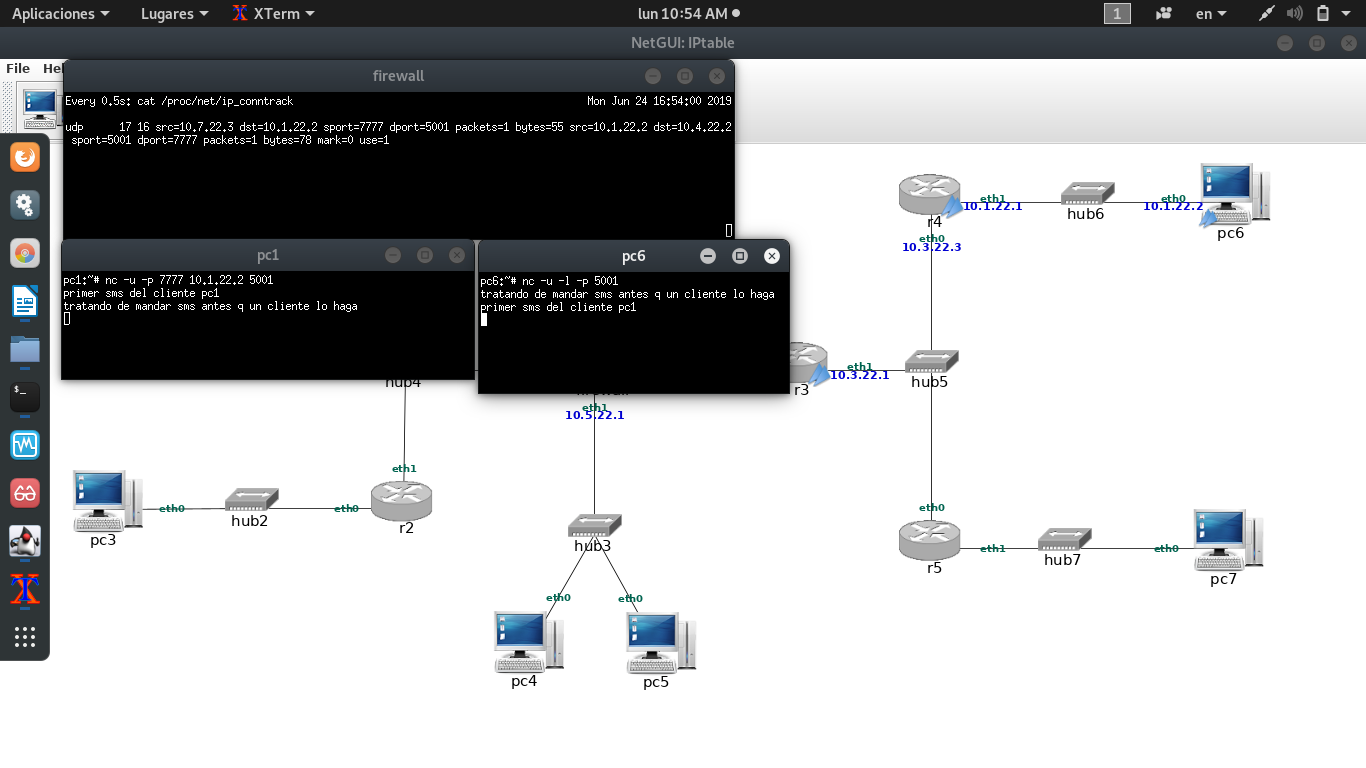 Aplicaciones
Lugares
XTerm
lun 10:54 AM
1
en
NetGUI: IPtable
File
firewall
Every 0.5s: cat /proc/net/ip_conntrack Mon Jun 24 16:54:00 2019
udp 17 16 src=10.7.22.3 dst=10.1.22.2 sport=7777 dport=5001 packets=1 bytes=55 src=10.1.22.2 dst=10.4.22.2
sport=5001 dport=7777 packets=1 bytes=78 mark=0 use=1
pc1
pc1:~# nc -u -p 7777 10.1.22.2 5001
primer sms del cliente pc1
tratando de mandar sms antes q un cliente lo haga
pc6
pc6:~# nc -u -l -p 5001
tratando de mandar sms antes q un cliente lo haga
primer sms del cliente pc1
r4
eth1
10.1.22.1
hub6
eth0
10.1.22.2
pc6
eth0
10.3.22.3
r3
eth1
10.3.22.1
hub5
hub4
eth1
10.5.22.1
eth1
pc3
eth0
hub2
eth0
r2
hub3
eth0
eth0
pc4
pc5
eth0
r5
eth1
hub7
eth0
pc7